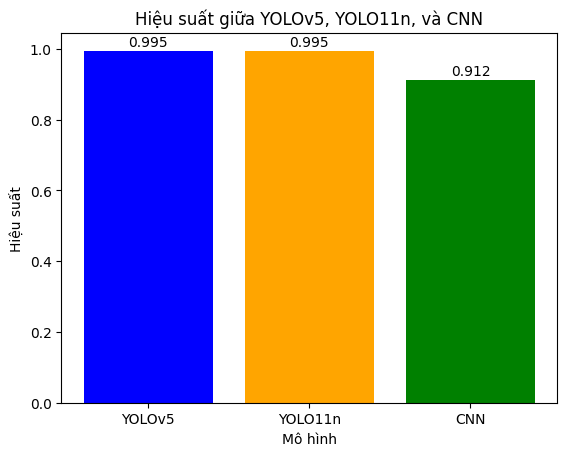 Hiệu suất giữa YOLOv5, YOLO11n, và CNN
0.995
0.995
0.912
1.0
0.8
0.6
0.4
0.2
0.0
Hiệu suất
YOLOv5
YOLO11n
CNN
Mô hình